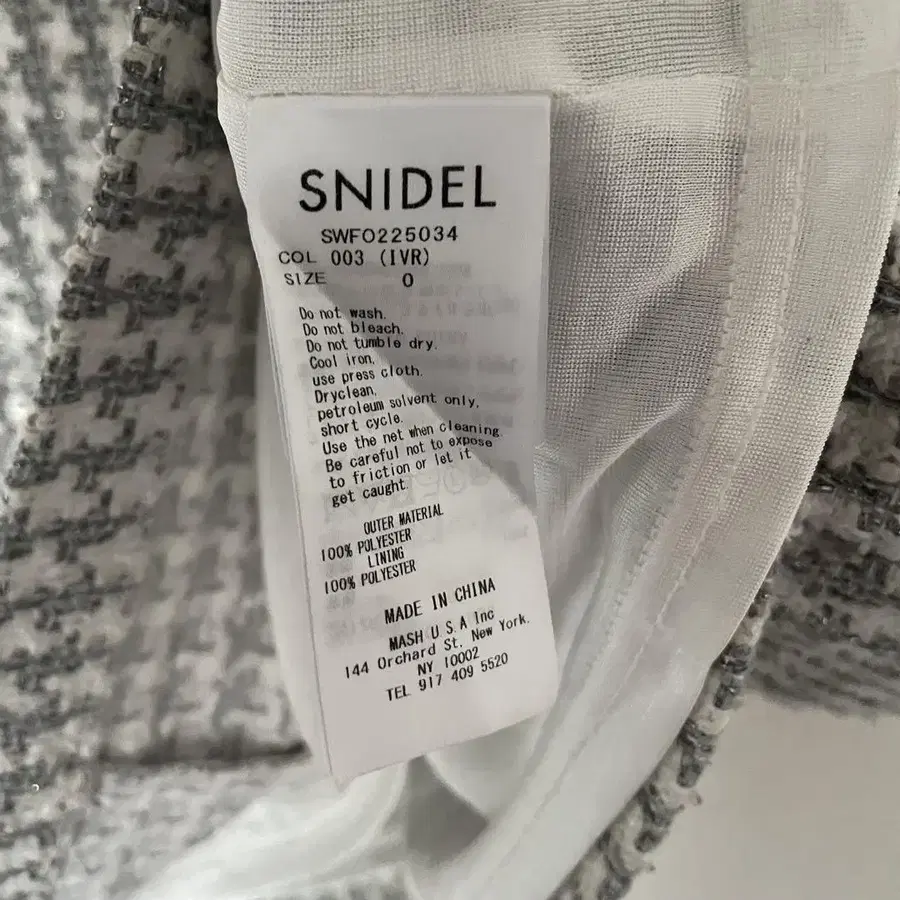 SNIDEL
SWFO225034
COL 003 (IVR)
SIZE 0
Do not wash.
Do not bleach.
Do not tumble dry.
Cool iron,
use press cloth.
Dryclean,
petroleum solvent only,
short cycle.
Use the net when cleaning.
Be careful not to expose
to friction or let it
get caught.
OUTER MATERIAL
100% POLYESTER
LINING
100% POLYESTER
MADE IN CHINA
MASH U.S.A Inc
144 Orchard St. New York.
NY 10002
TEL 917 409 5520